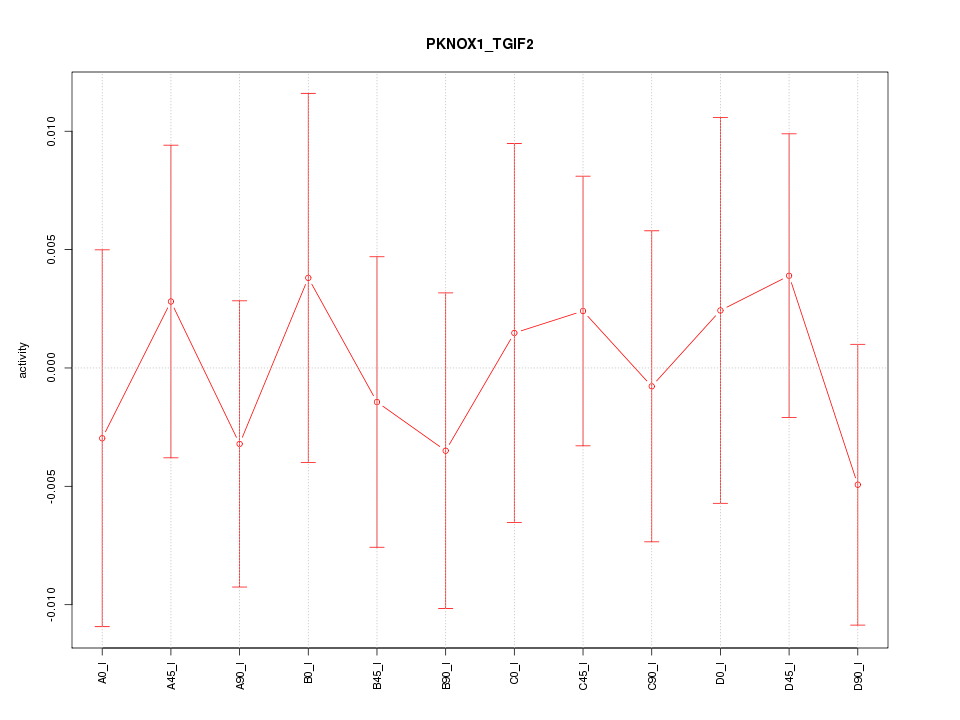 PKNOX1_TGIF2
activity
0.010
0.005
0.000
-0.005
-0.010
A0_I
A45_I
A90_I
B0_I
B45_I
B90_I
C0_I
C45_I
C90_I
D0_I
D45_I
D90_I